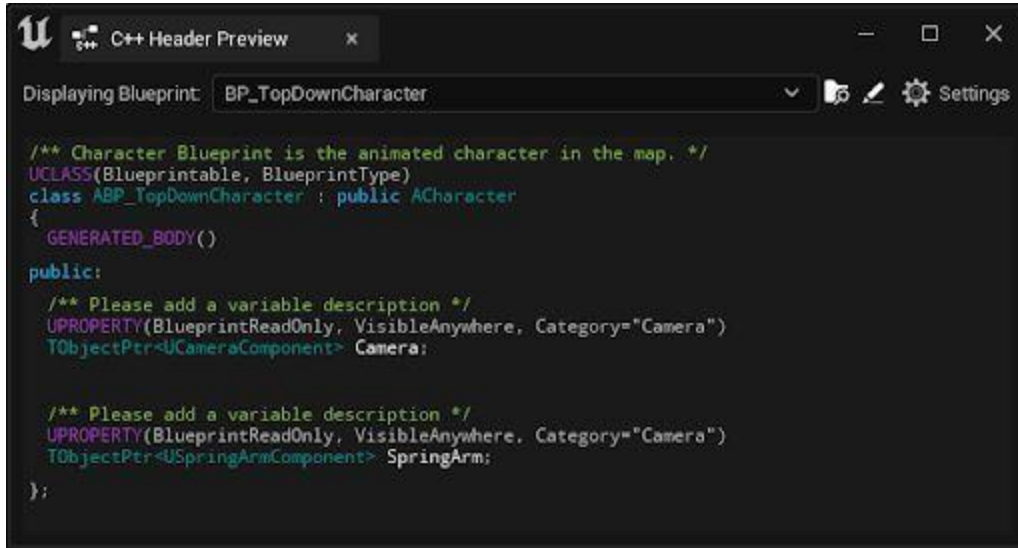 C++ Header Preview
Displaying Blueprint: BP_TopDownCharacter Settings
/** Character Blueprint is the animated character in the map. */
UCLASS(Blueprintable, BlueprintType)
class ABP_TopDownCharacter : public ACharacter
{
GENERATED_BODY()
public:
/** Please add a variable description */
UPROPERTY(BlueprintReadOnly, VisibleAnywhere, Category="Camera")
TObjectPtr<UCameraComponent> Camera;
/** Please add a variable description */
UPROPERTY(BlueprintReadOnly, VisibleAnywhere, Category="Camera")
TObjectPtr<USpringArmComponent> SpringArm;
};